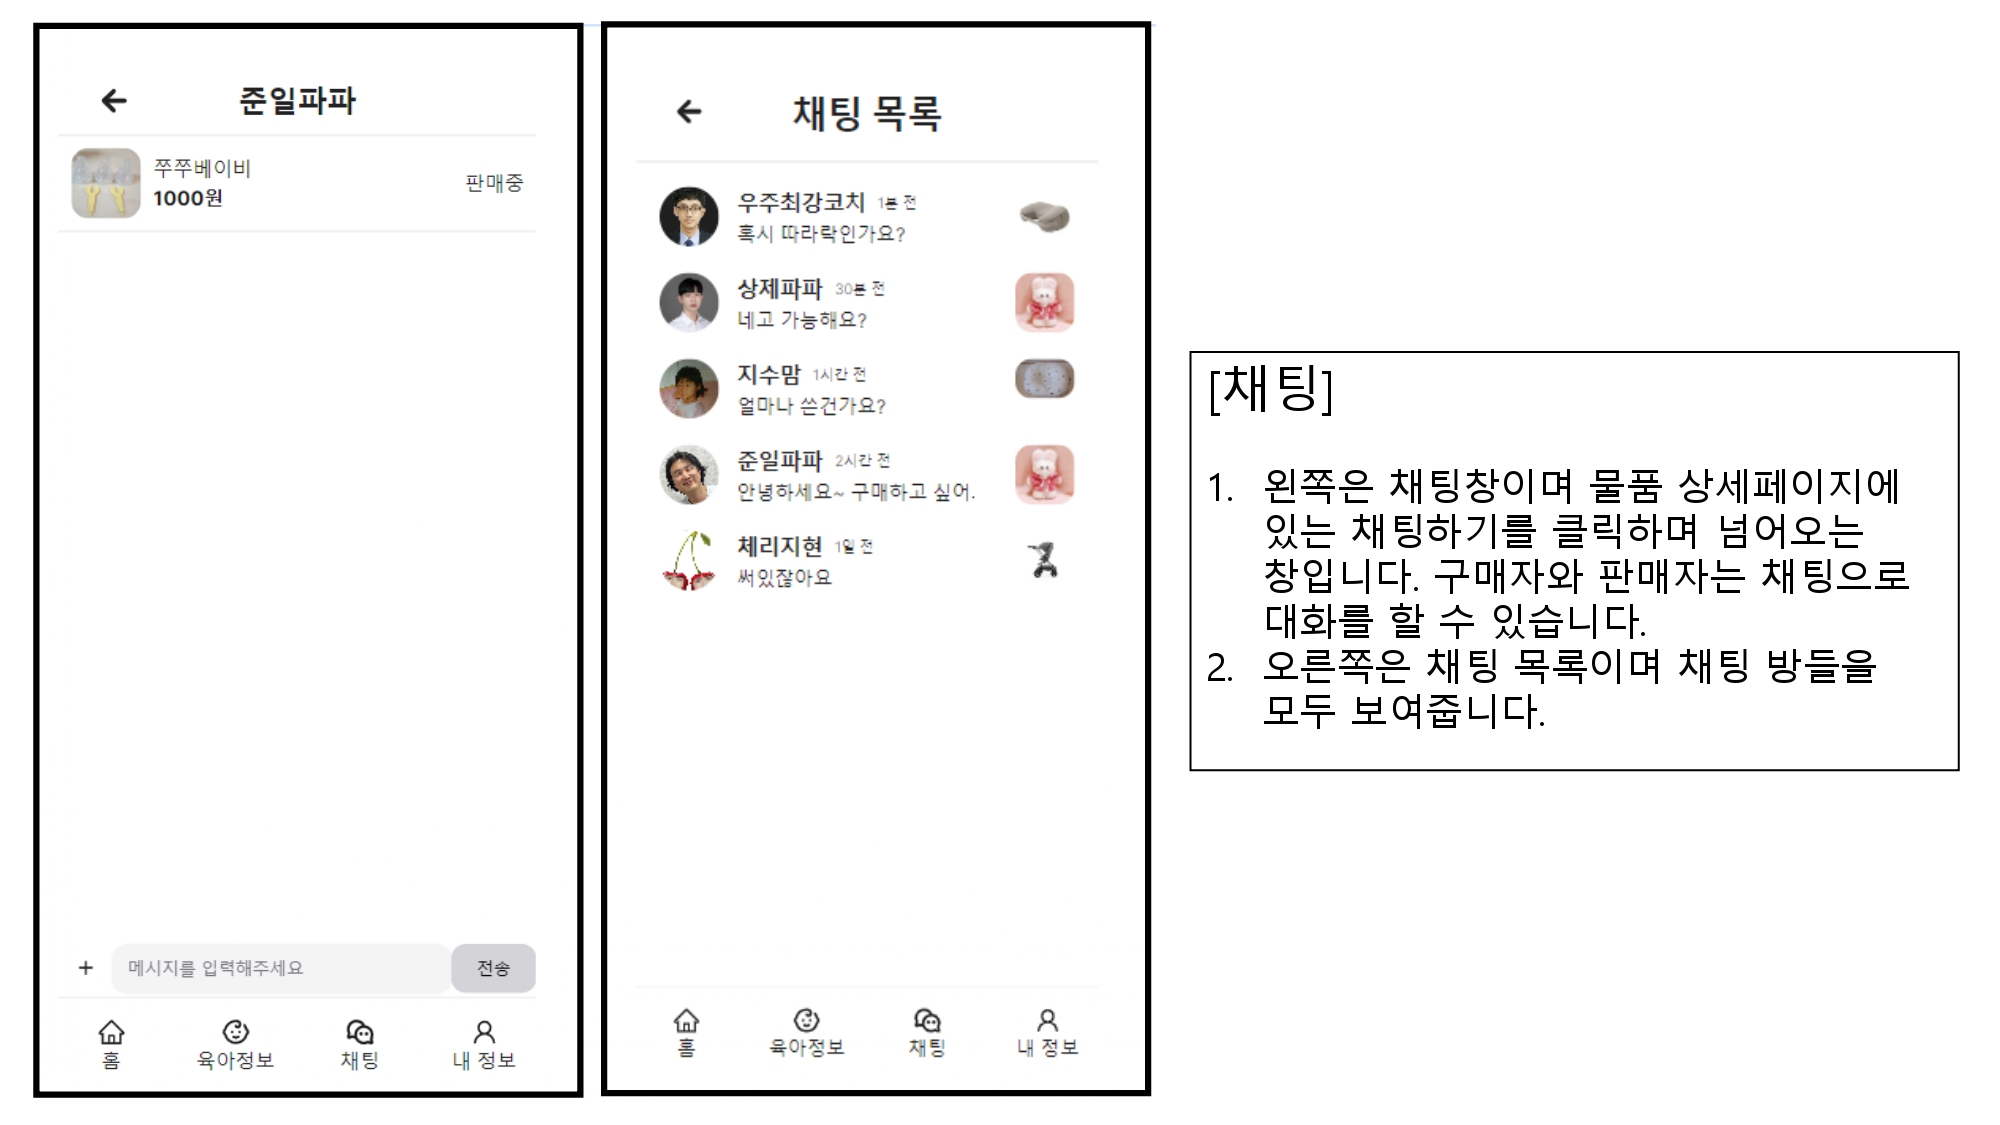 준일파파
쭈쭈베이비
1000원
판매중
+ 메시지를 입력해주세요 전송
홈 육아정보 채팅 내 정보
채팅 목록
우주최강코치 1분 전
혹시 따라락인가요?
상제파파 30분 전
네고 가능해요?
지수맘 1시간 전
얼마나 쓴건가요?
준일파파 2시간 전
안녕하세요~ 구매하고 싶어.
체리지현 1일 전
써있잖아요
홈 육아정보 채팅 내 정보
[채팅]
1. 왼쪽은 채팅창이며 물품 상세페이지에
있는 채팅하기를 클릭하며 넘어오는
창입니다. 구매자와 판매자는 채팅으로
대화를 할 수 있습니다.
2. 오른쪽은 채팅 목록이며 채팅 방들을
모두 보여줍니다.